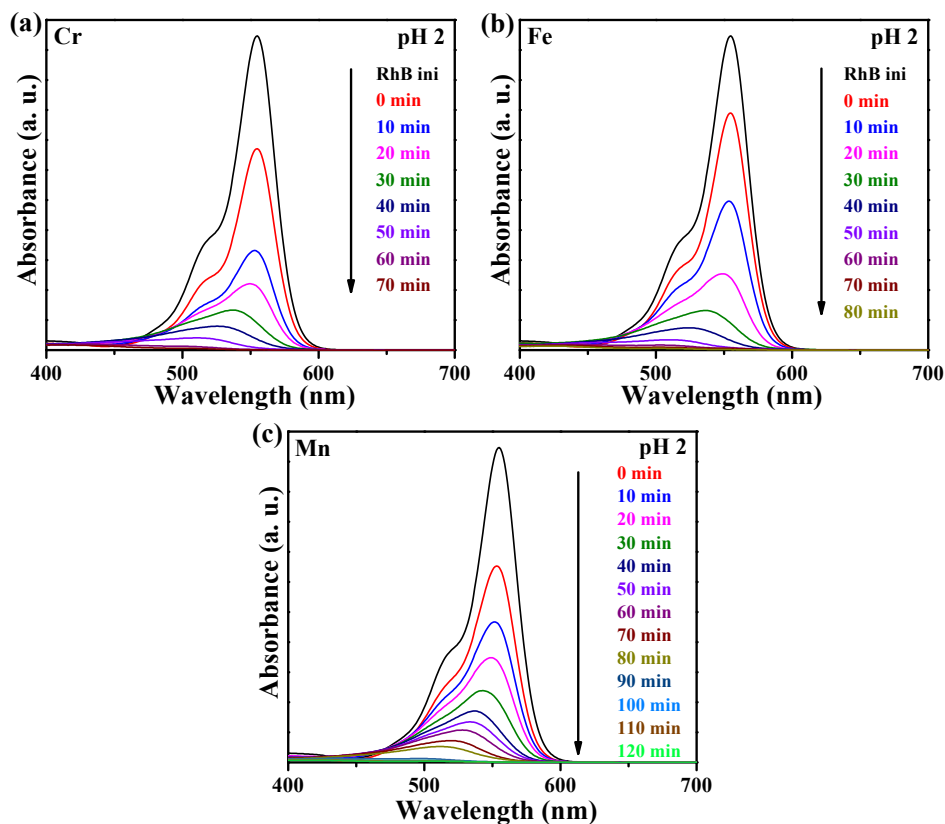 (a)
Cr
pH 2
RhB ini
0 min
10 min
20 min
30 min
40 min
50 min
60 min
70 min
Absorbance (a. u.)
400 500 600 700
Wavelength (nm)
(b)
Fe
pH 2
RhB ini
0 min
10 min
20 min
30 min
40 min
50 min
60 min
70 min
80 min
Absorbance (a. u.)
400 500 600 700
Wavelength (nm)
(c)
Mn
pH 2
0 min
10 min
20 min
30 min
40 min
50 min
60 min
70 min
80 min
90 min
100 min
110 min
120 min
Absorbance (a. u.)
400 500 600 700
Wavelength (nm)